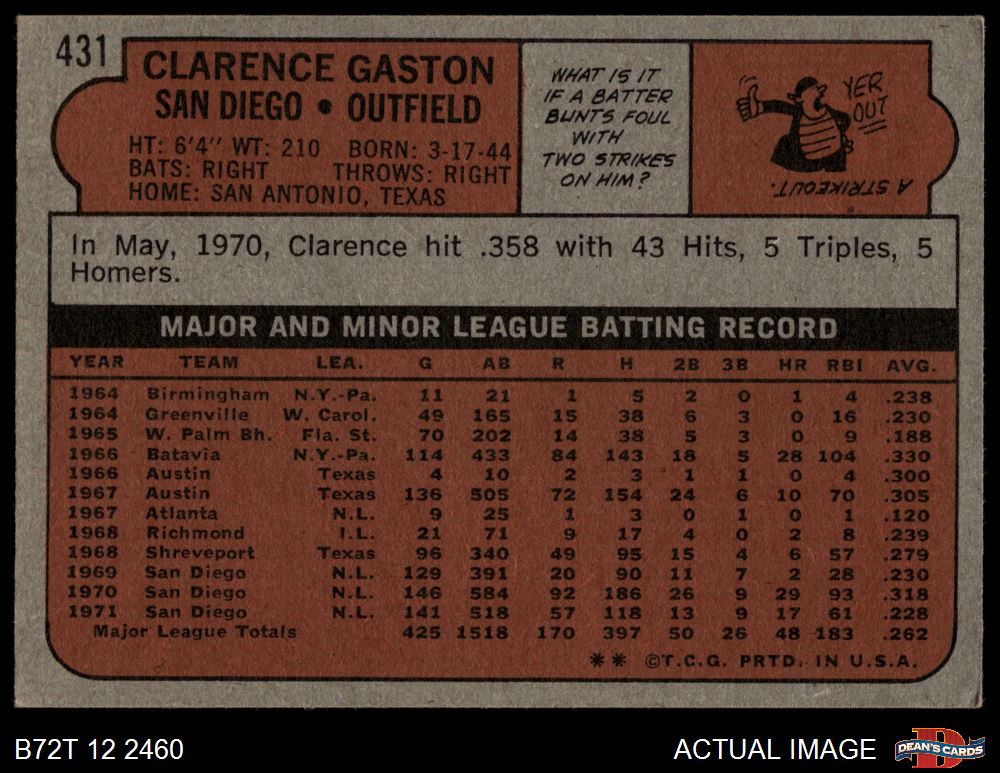 431
CLARENCE GASTON
SAN DIEGO • OUTFIELD
HT: 6'4" WT: 210 BORN: 3-17-44
BATS: RIGHT THROWS: RIGHT
HOME: SAN ANTONIO, TEXAS
WHAT IS IT
IF A BATTER
BUNTS FOUL
WITH
TWO STRIKES
ON HIM?
YER
OUT
A STRIKEOUT.
In May, 1970, Clarence hit .358 with 43 Hits, 5 Triples, 5
Homers.
MAJOR AND MINOR LEAGUE BATTING RECORD
YEAR TEAM LEA. G AB R H 2B 3B HR RBI AVG.
1964 Birmingham N.Y.-Pa. 11 21 1 5 2 0 1 4 .238
1964 Greenville W. Carol. 49 165 15 38 6 3 0 16 .230
1965 W. Palm Bh. Fla. St. 70 202 14 38 5 3 0 9 .188
1966 Batavia N.Y.-Pa. 114 433 84 143 18 5 28 104 .330
1966 Austin Texas 4 10 2 3 1 1 0 4 .300
1967 Austin Texas 136 505 72 154 24 6 10 70 .305
1967 Atlanta N.L. 9 25 1 3 0 1 0 1 .120
1968 Richmond I.L. 21 71 9 17 4 0 2 8 .239
1968 Shreveport Texas 96 340 49 95 15 4 6 57 .279
1969 San Diego N.L. 129 391 20 90 11 7 2 28 .230
1970 San Diego N.L. 146 584 92 186 26 9 29 93 .318
1971 San Diego N.L. 141 518 57 118 13 9 17 61 .228
Major League Totals 425 1518 170 397 50 26 48 183 .262
** ©T.C.G. PRTD. IN U.S.A.
B72T 12 2460
ACTUAL IMAGE
D
DEAN'S CARDS